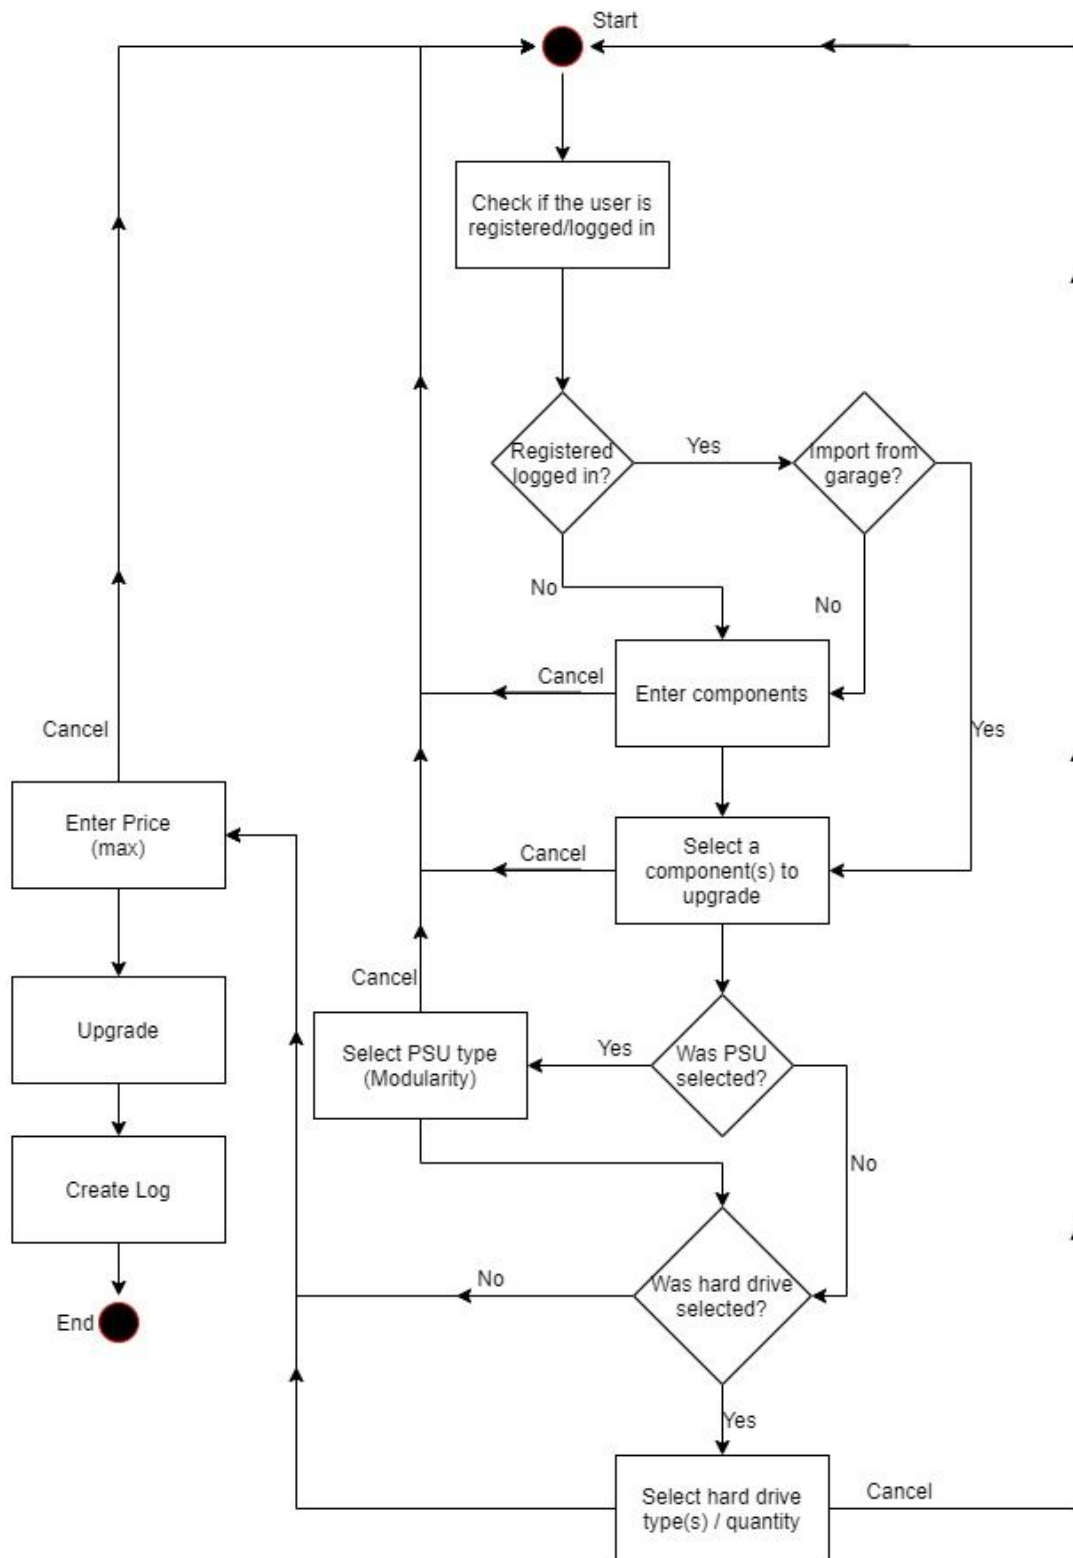 Start
Check if the user is
registered/logged in
Registered
logged in?
Yes
Import from
garage?
No
No
Cancel
Enter components
Yes
Cancel
Enter Price
(max)
Cancel
Select a
component(s) to
upgrade
Cancel
Upgrade
Select PSU type
(Modularity)
Yes
Was PSU
selected?
No
Create Log
No
Was hard drive
selected?
End
Yes
Select hard drive
type(s) / quantity
Cancel